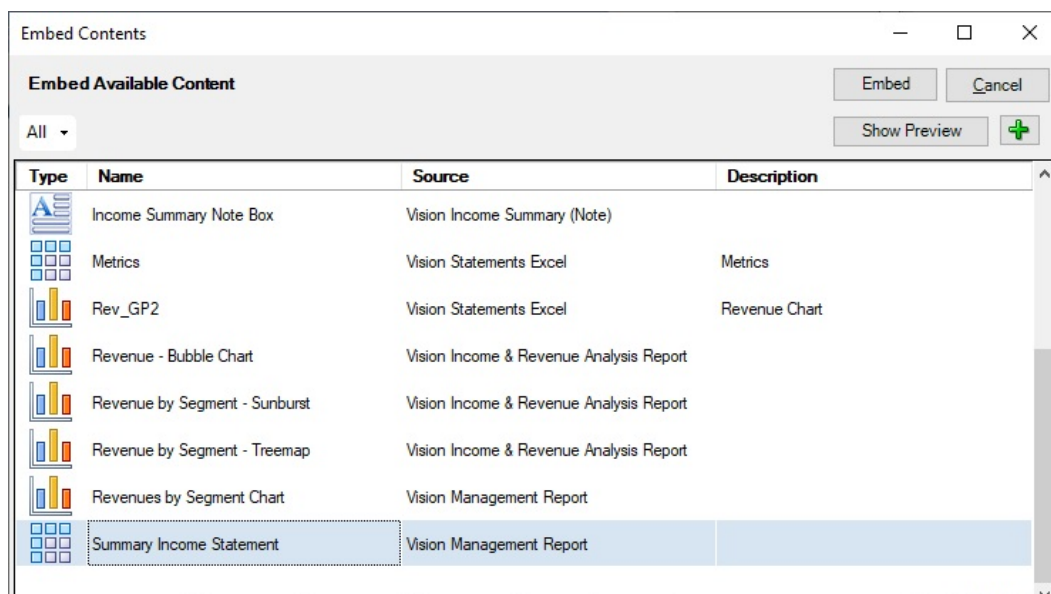 Embed Contents
Embed Available Content
Embed
Cancel
All
Show Preview
Type Name Source Description
Income Summary Note Box Vision Income Summary (Note)
Metrics Vision Statements Excel Metrics
Rev_GP2 Vision Statements Excel Revenue Chart
Revenue - Bubble Chart Vision Income & Revenue Analysis Report
Revenue by Segment - Sunburst Vision Income & Revenue Analysis Report
Revenue by Segment - Treemap Vision Income & Revenue Analysis Report
Revenues by Segment Chart Vision Management Report
Summary Income Statement Vision Management Report